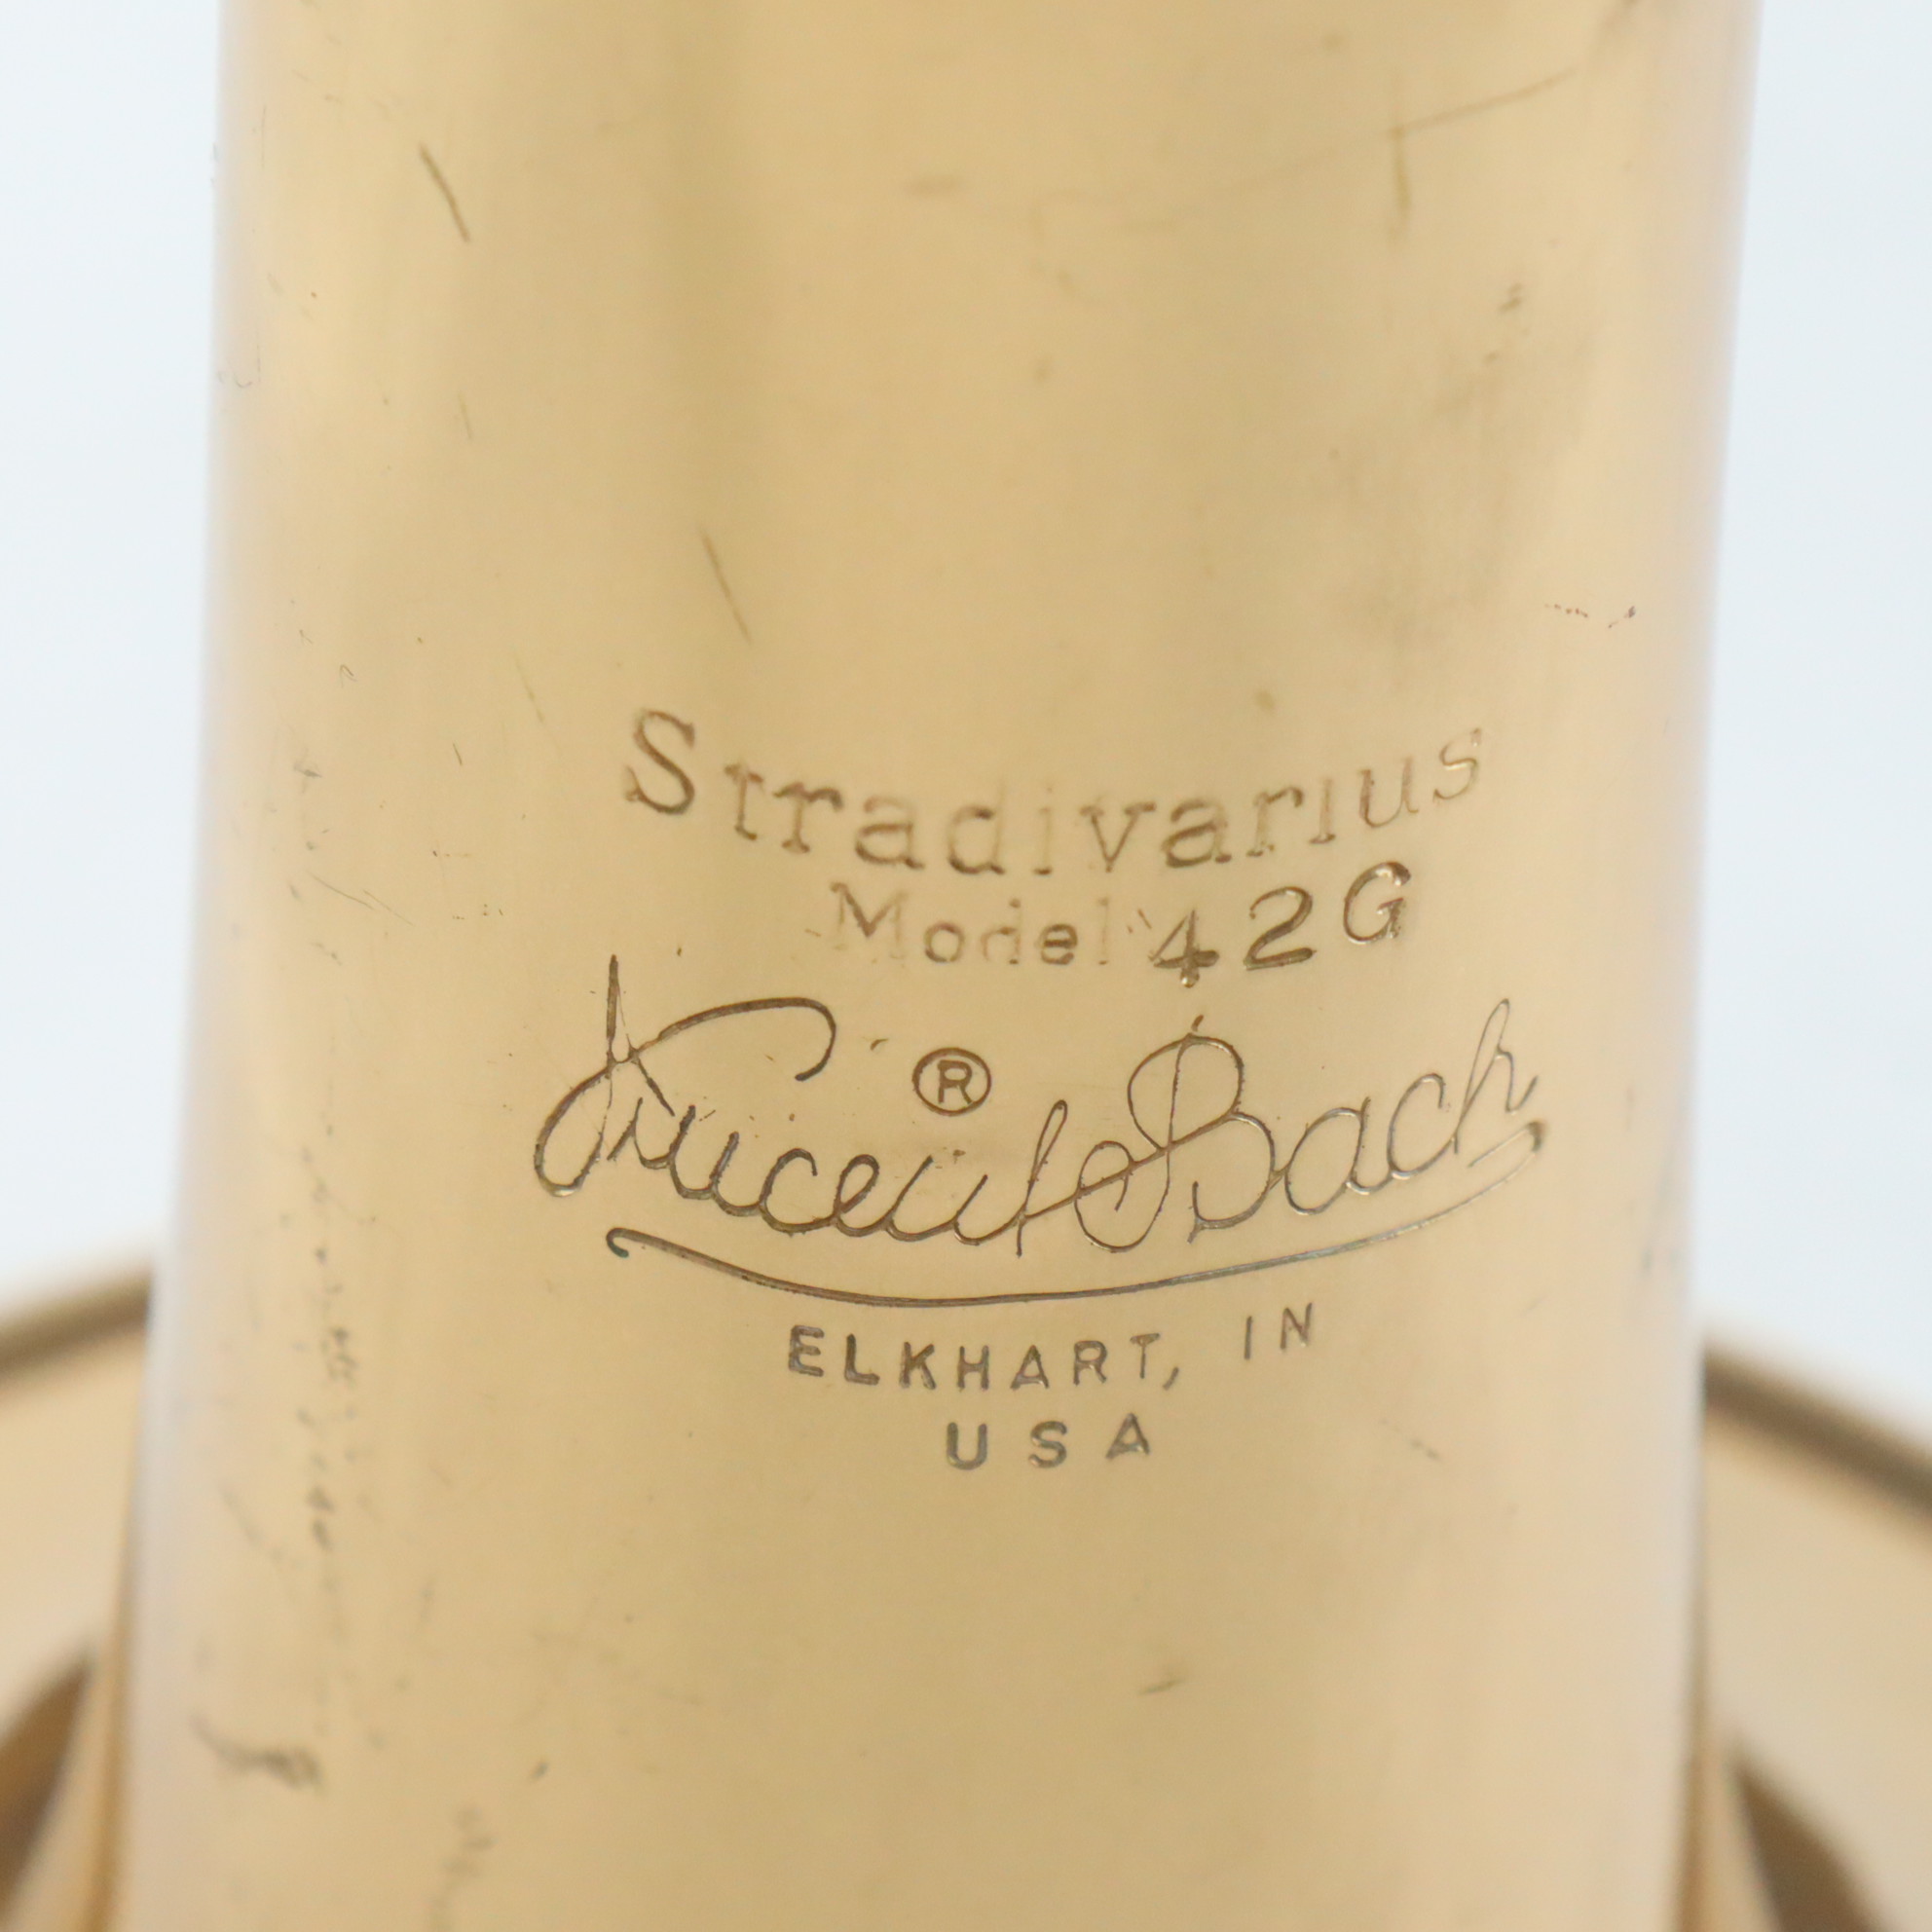 Stradivarius
Model 42G
®
Vincent Bach
ELKHART, IN
USA